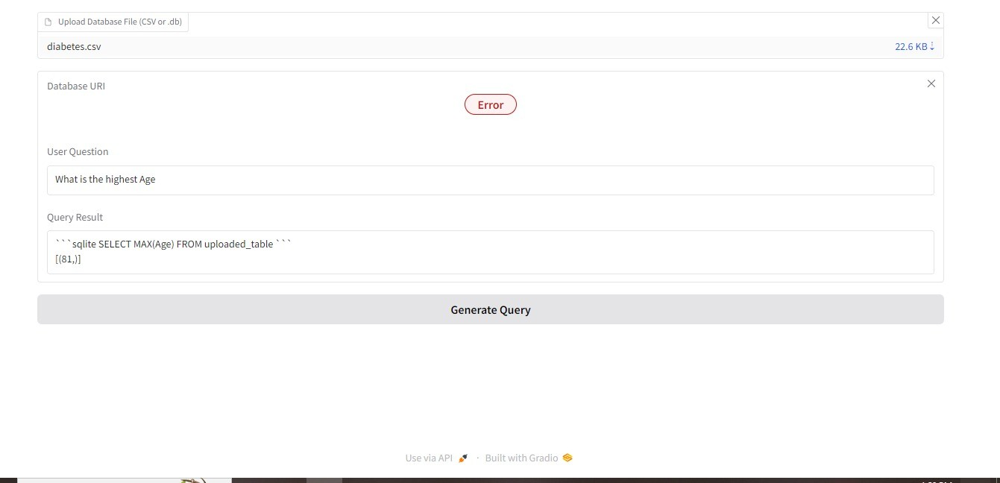 Upload Database File (CSV or .db)
diabetes.csv 22.6 KB ⇣
Database URI
Error
User Question
What is the highest Age
Query Result
```sqlite SELECT MAX(Age) FROM uploaded_table ```
[(81,)]
Generate Query
Use via API · Built with Gradio